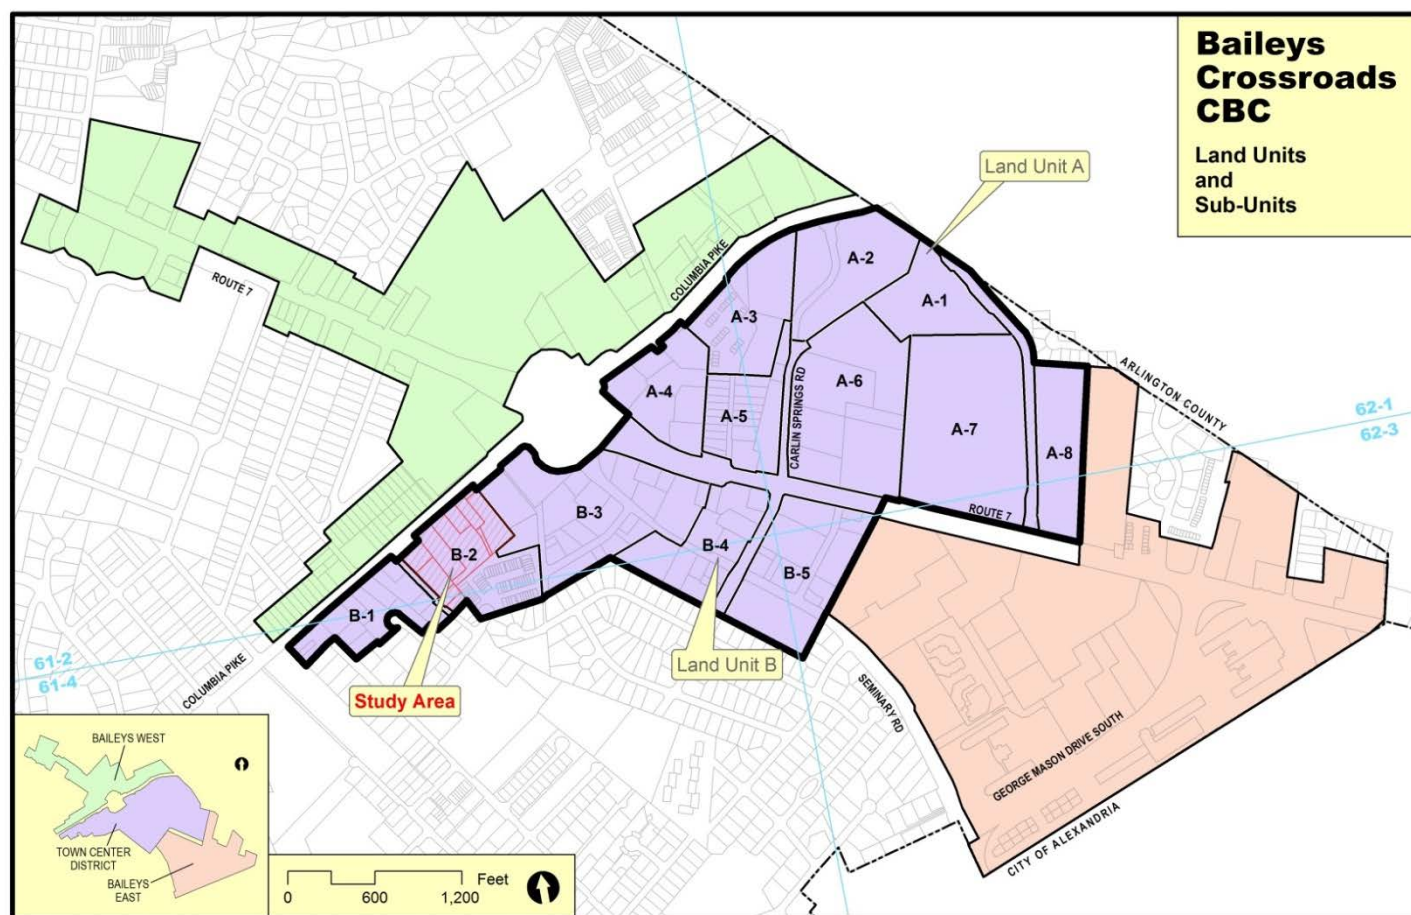 Baileys
Crossroads
CBC
Land Units
and
Sub-Units
Land Unit A
COLUMBIA PIKE
ROUTE 7
A-2
A-1
A-3
ARLINGTON COUNTY
A-4
A-5
CARLIN SPRINGS RD
A-6
A-7
A-8
62-1
62-3
ROUTE 7
B-3
B-4
B-2
B-5
B-1
61-2
61-4
COLUMBIA PIKE
Study Area
Land Unit B
SEMINARY RD
GEORGE MASON DRIVE SOUTH
CITY OF ALEXANDRIA
BAILEYS WEST
TOWN CENTER
DISTRICT
BAILEYS
EAST
Feet
0 600 1,200